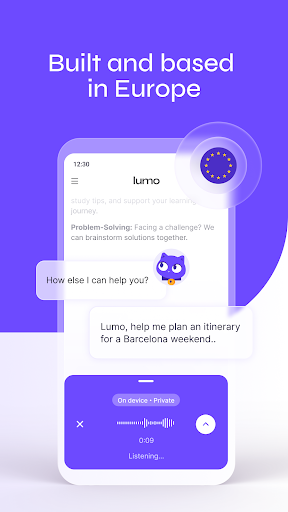 Built and based
in Europe
12:30
lumo
study tips, and support your learning
journey.
Problem-Solving: Facing a challenge? We
can brainstorm solutions together.
How else I can help you?
Lumo, help me plan an itinerary
for a Barcelona weekend..
On device • Private
0:09
Listening...